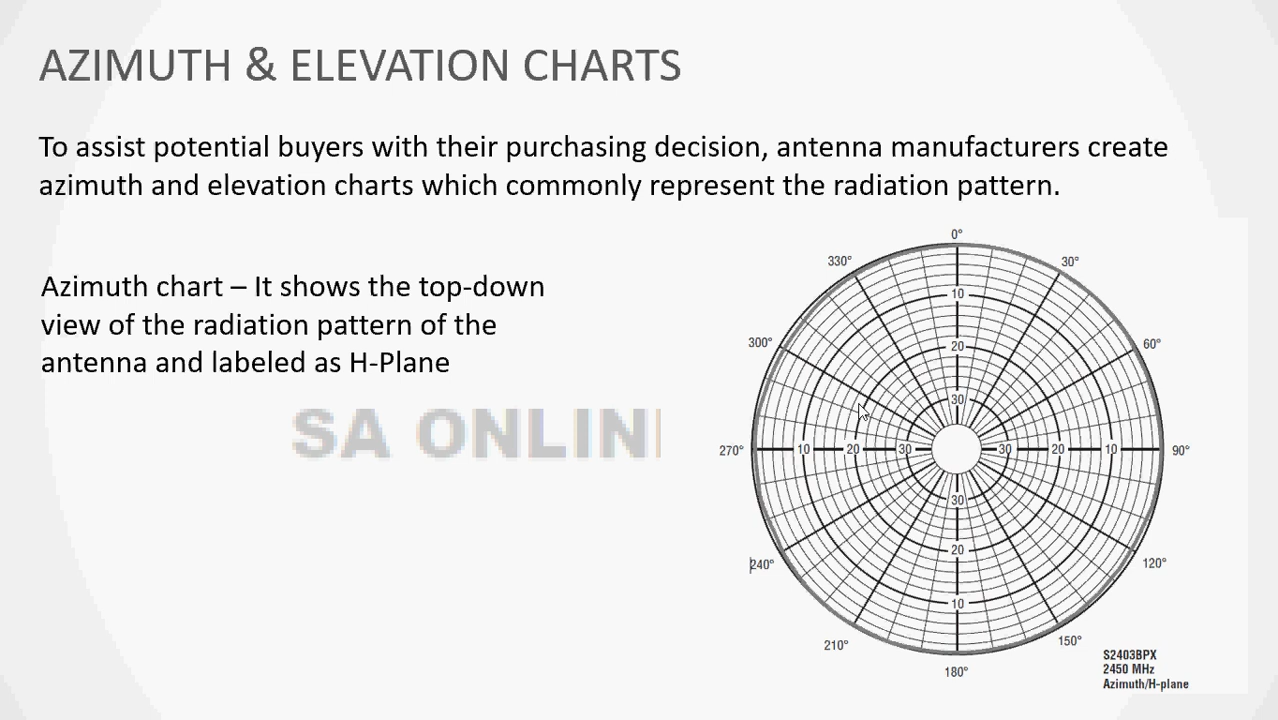 AZIMUTH & ELEVATION CHARTS
To assist potential buyers with their purchasing decision, antenna manufacturers create
azimuth and elevation charts which commonly represent the radiation pattern.
Azimuth chart – It shows the top-down
view of the radiation pattern of the
antenna and labeled as H-Plane
SA ONLIN
0°
330°
30°
10
300°
60°
20
30
270°
10
20
30
30
20
10
90°
30
20
240°
120°
10
210°
150°
180°
S2403BPX
2450 MHz
Azimuth/H-plane